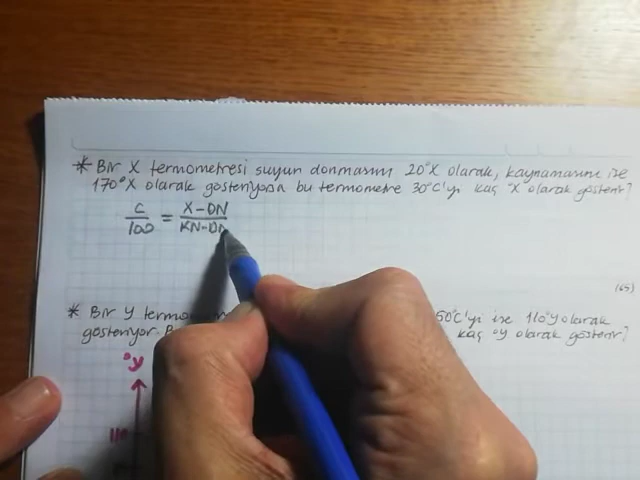 * Bir X termometresi suyun donmasını 20°X olarak, kaynamasını ise
170°X olarak gösteriyorsa bu termometre 30°C'yi kaç °X olarak gösterir?
C/100 = X-DN/KN-DN
(65)
* Bir Y 50°C'yi ise 110°Y olarak
gösteriyor. kaç °Y olarak gösterir?
°Y
110